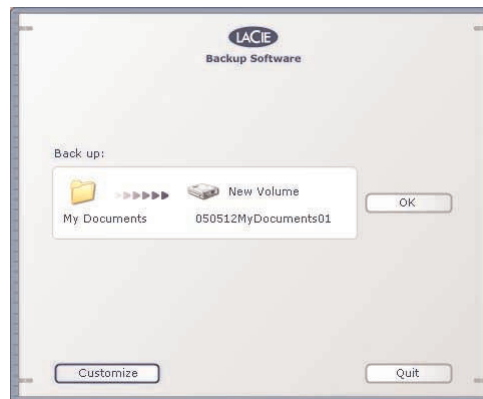 LACIE
Backup Software
Back up:
New Volume
My Documents
050512MyDocuments01
OK
Customize
Quit